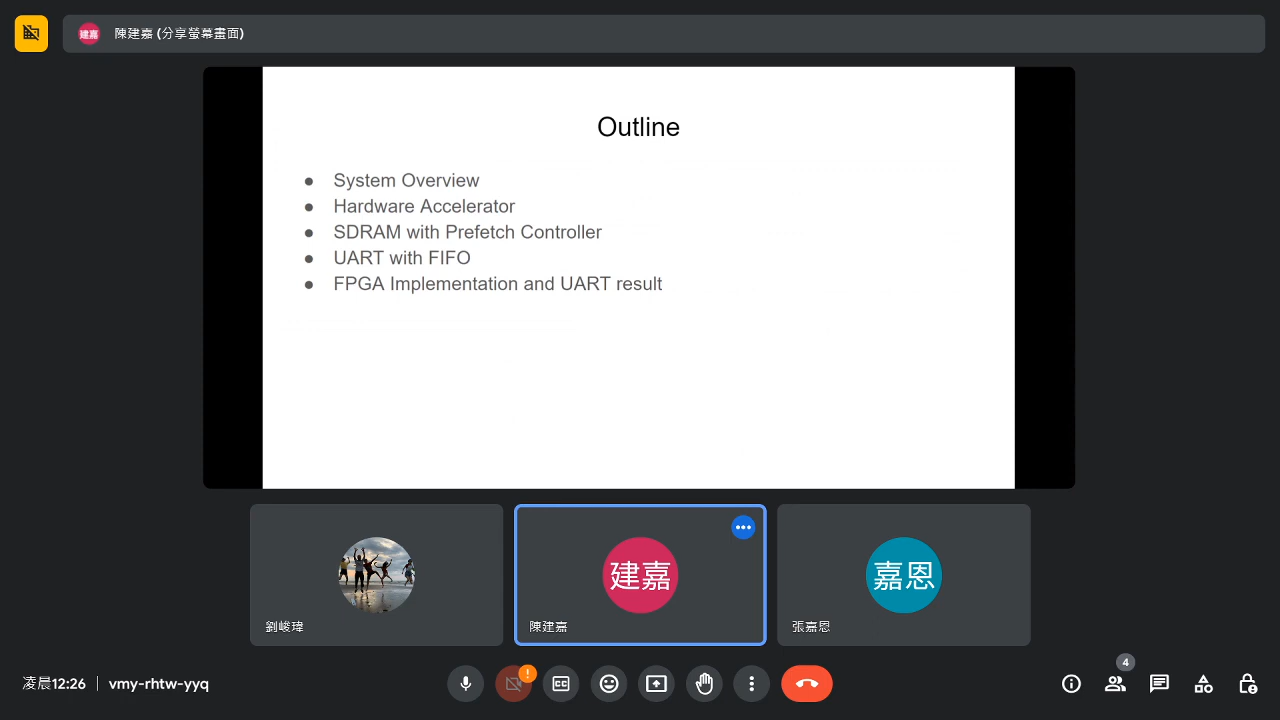 建嘉 陳建嘉 (分享螢幕畫面)
Outline
● System Overview
● Hardware Accelerator
● SDRAM with Prefetch Controller
● UART with FIFO
● FPGA Implementation and UART result
建嘉
嘉恩
劉峻瑋
陳建嘉
張嘉恩
4
凌晨12:26 | vmy-rhtw-yyq